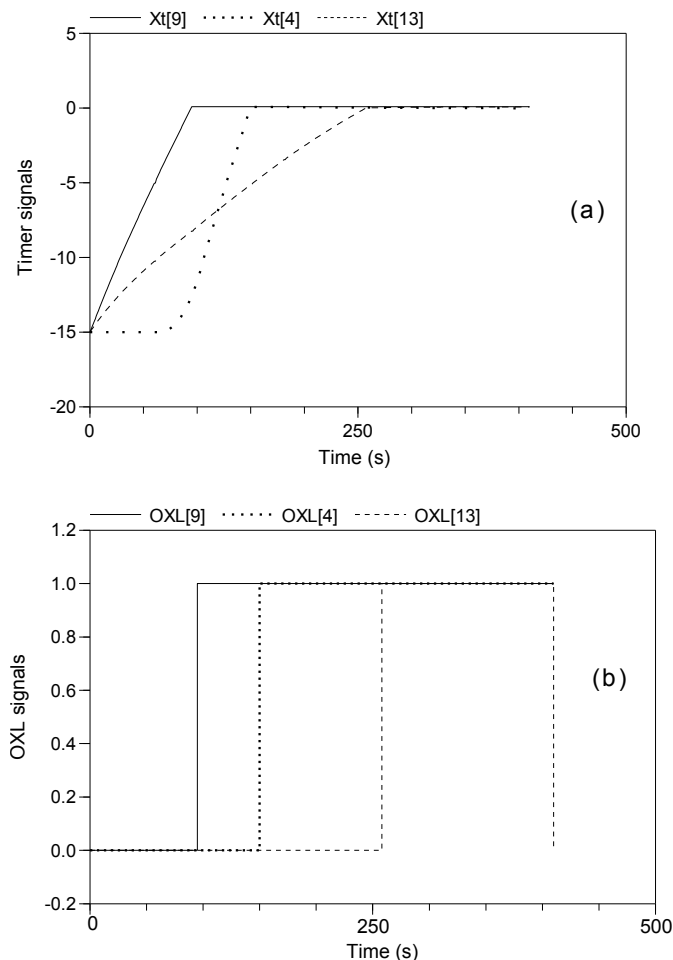 Xt[9] Xt[4] Xt[13]
5
0
-5
-10
-15
-20
Timer signals
(a)
0 250 500
Time (s)
OXL[9] OXL[4] OXL[13]
1.2
1.0
0.8
0.6
0.4
0.2
0.0
-0.2
OXL signals
(b)
0 250 500
Time (s)